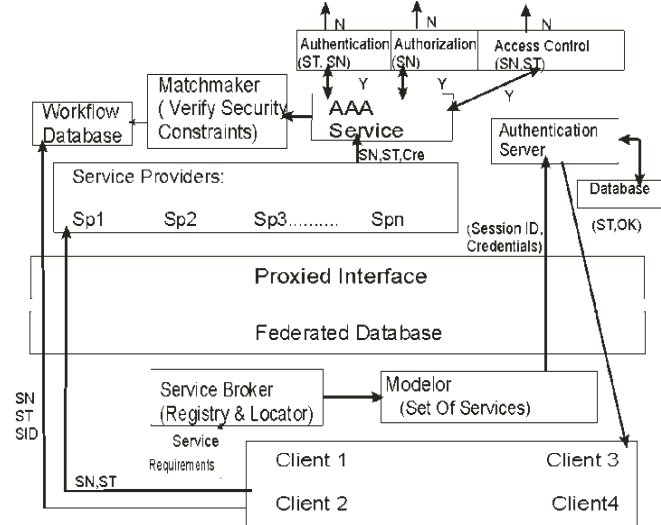 N
N
N
Authentication
(ST, SN)
Authorization
(SN)
Access Control
(SN,ST)
Y
Y
Y
Workflow
Database
Matchmaker
( Verify Security
Constraints)
AAA
Service
Authentication
Server
SN,ST,Cre
Service Providers:
Sp1 Sp2 Sp3.......... Spn
Database
(ST,OK)
(Session ID,
Credentials)
Proxied Interface
Federated Database
SN
ST
SID
Service Broker
(Registry & Locator)
Modelor
(Set Of Services)
Service
Requirements
SN,ST
Client 1
Client 3
Client 2
Client4